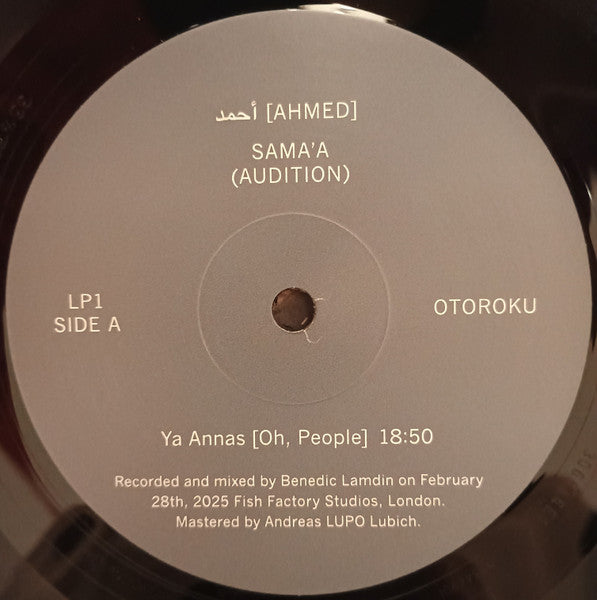 أحمد [AHMED]
SAMA'A
(AUDITION)
LP1
SIDE A
OTOROKU
Ya Annas [Oh, People] 18:50
Recorded and mixed by Benedic Lamdin on February
28th, 2025 Fish Factory Studios, London.
Mastered by Andreas LUPO Lubich.